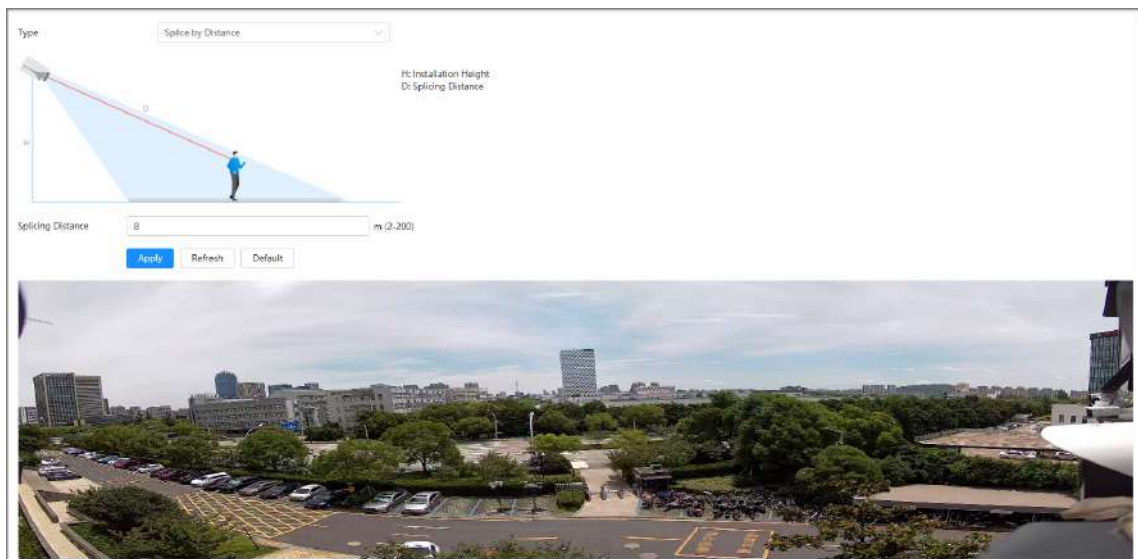 Type
Splice by Distance
H: Installation Height
D: Splicing Distance
D
Splicing Distance
8
m (2-200)
Apply
Refresh
Default